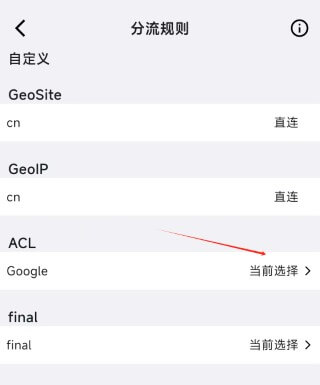 分流规则
自定义
GeoSite
cn 直连
GeoIP
cn 直连
ACL
Google 当前选择
final
final 当前选择